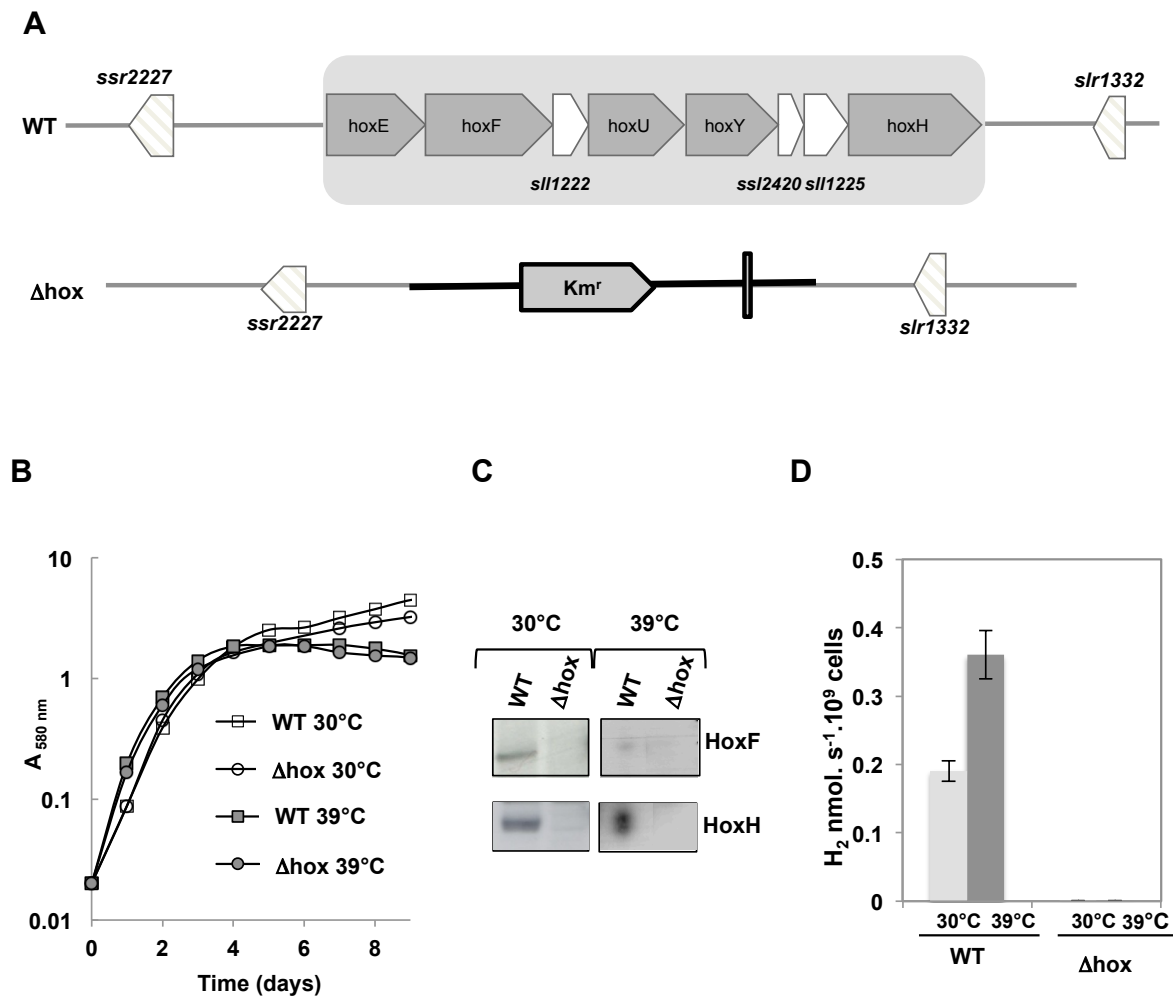 A
ssr2227
slr1332
WT
hoxE
hoxF
hoxU
hoxY
hoxH
sll1222
ssl2420
sll1225
Δhox
Kmʳ
ssr2227
slr1332
B
C
D
10
1
0.1
0.01
A 580 nm
0 2 4 6 8
Time (days)
WT 30°C
Δhox 30°C
WT 39°C
Δhox 39°C
30°C 39°C
WT Δhox WT Δhox
HoxF
HoxH
0.5
0.4
0.3
0.2
0.1
0
H₂ nmol. s⁻¹.10⁹ cells
30°C 39°C 30°C 39°C
WT Δhox